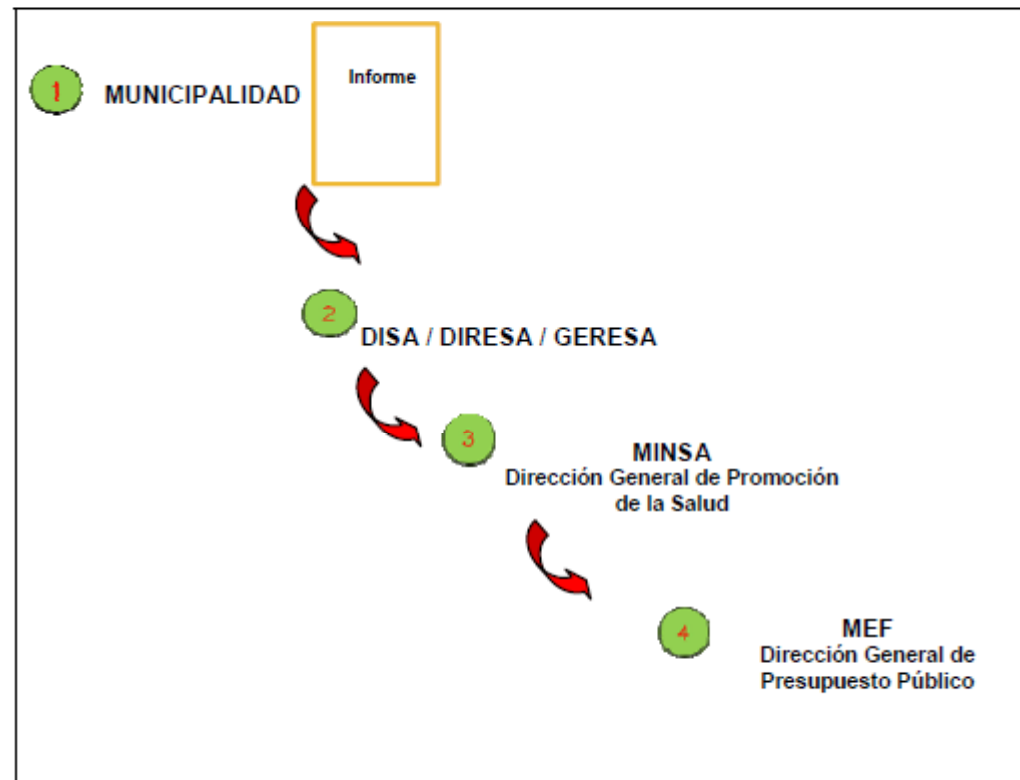 Informe
1
MUNICIPALIDAD
2
DISA / DIRESA / GERESA
3
MINSA
Dirección General de Promoción
de la Salud
4
MEF
Dirección General de
Presupuesto Público